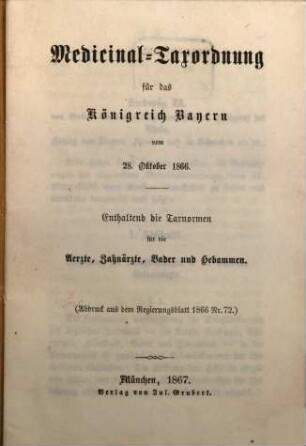 Medicinal-Taxordnung
für das
Königreich Bayern
vom
28. Oktober 1866.
Enthaltend die Taxnormen
für die
Aerzte, Zahnärzte, Bader und Hebammen.
(Abdruck aus dem Regierungsblatt 1866 Nr. 72.)
München, 1867.
Verlag von Jos. Grubert.